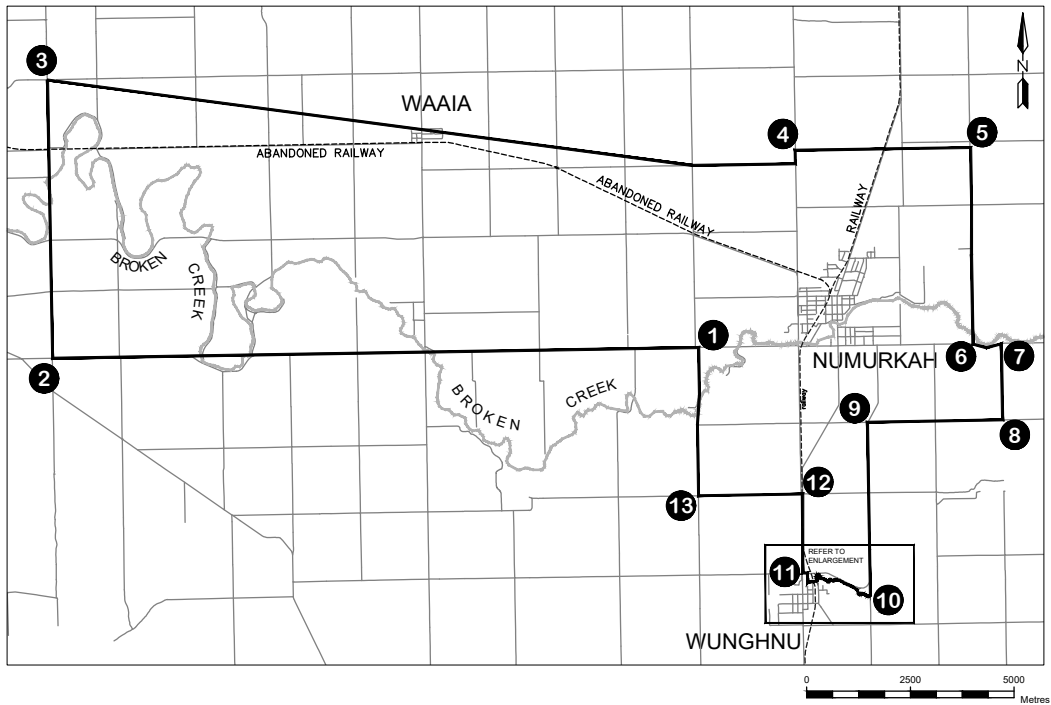 3
N
WAAIA
4
5
ABANDONED RAILWAY
ABANDONED RAILWAY
RAILWAY
BROKEN
CREEK
1
2
NUMURKAH
6
7
BROKEN
CREEK
railway
9
8
12
13
REFER TO
ENLARGEMENT
11
10
WUNGHNU
0
2500
5000
Metres